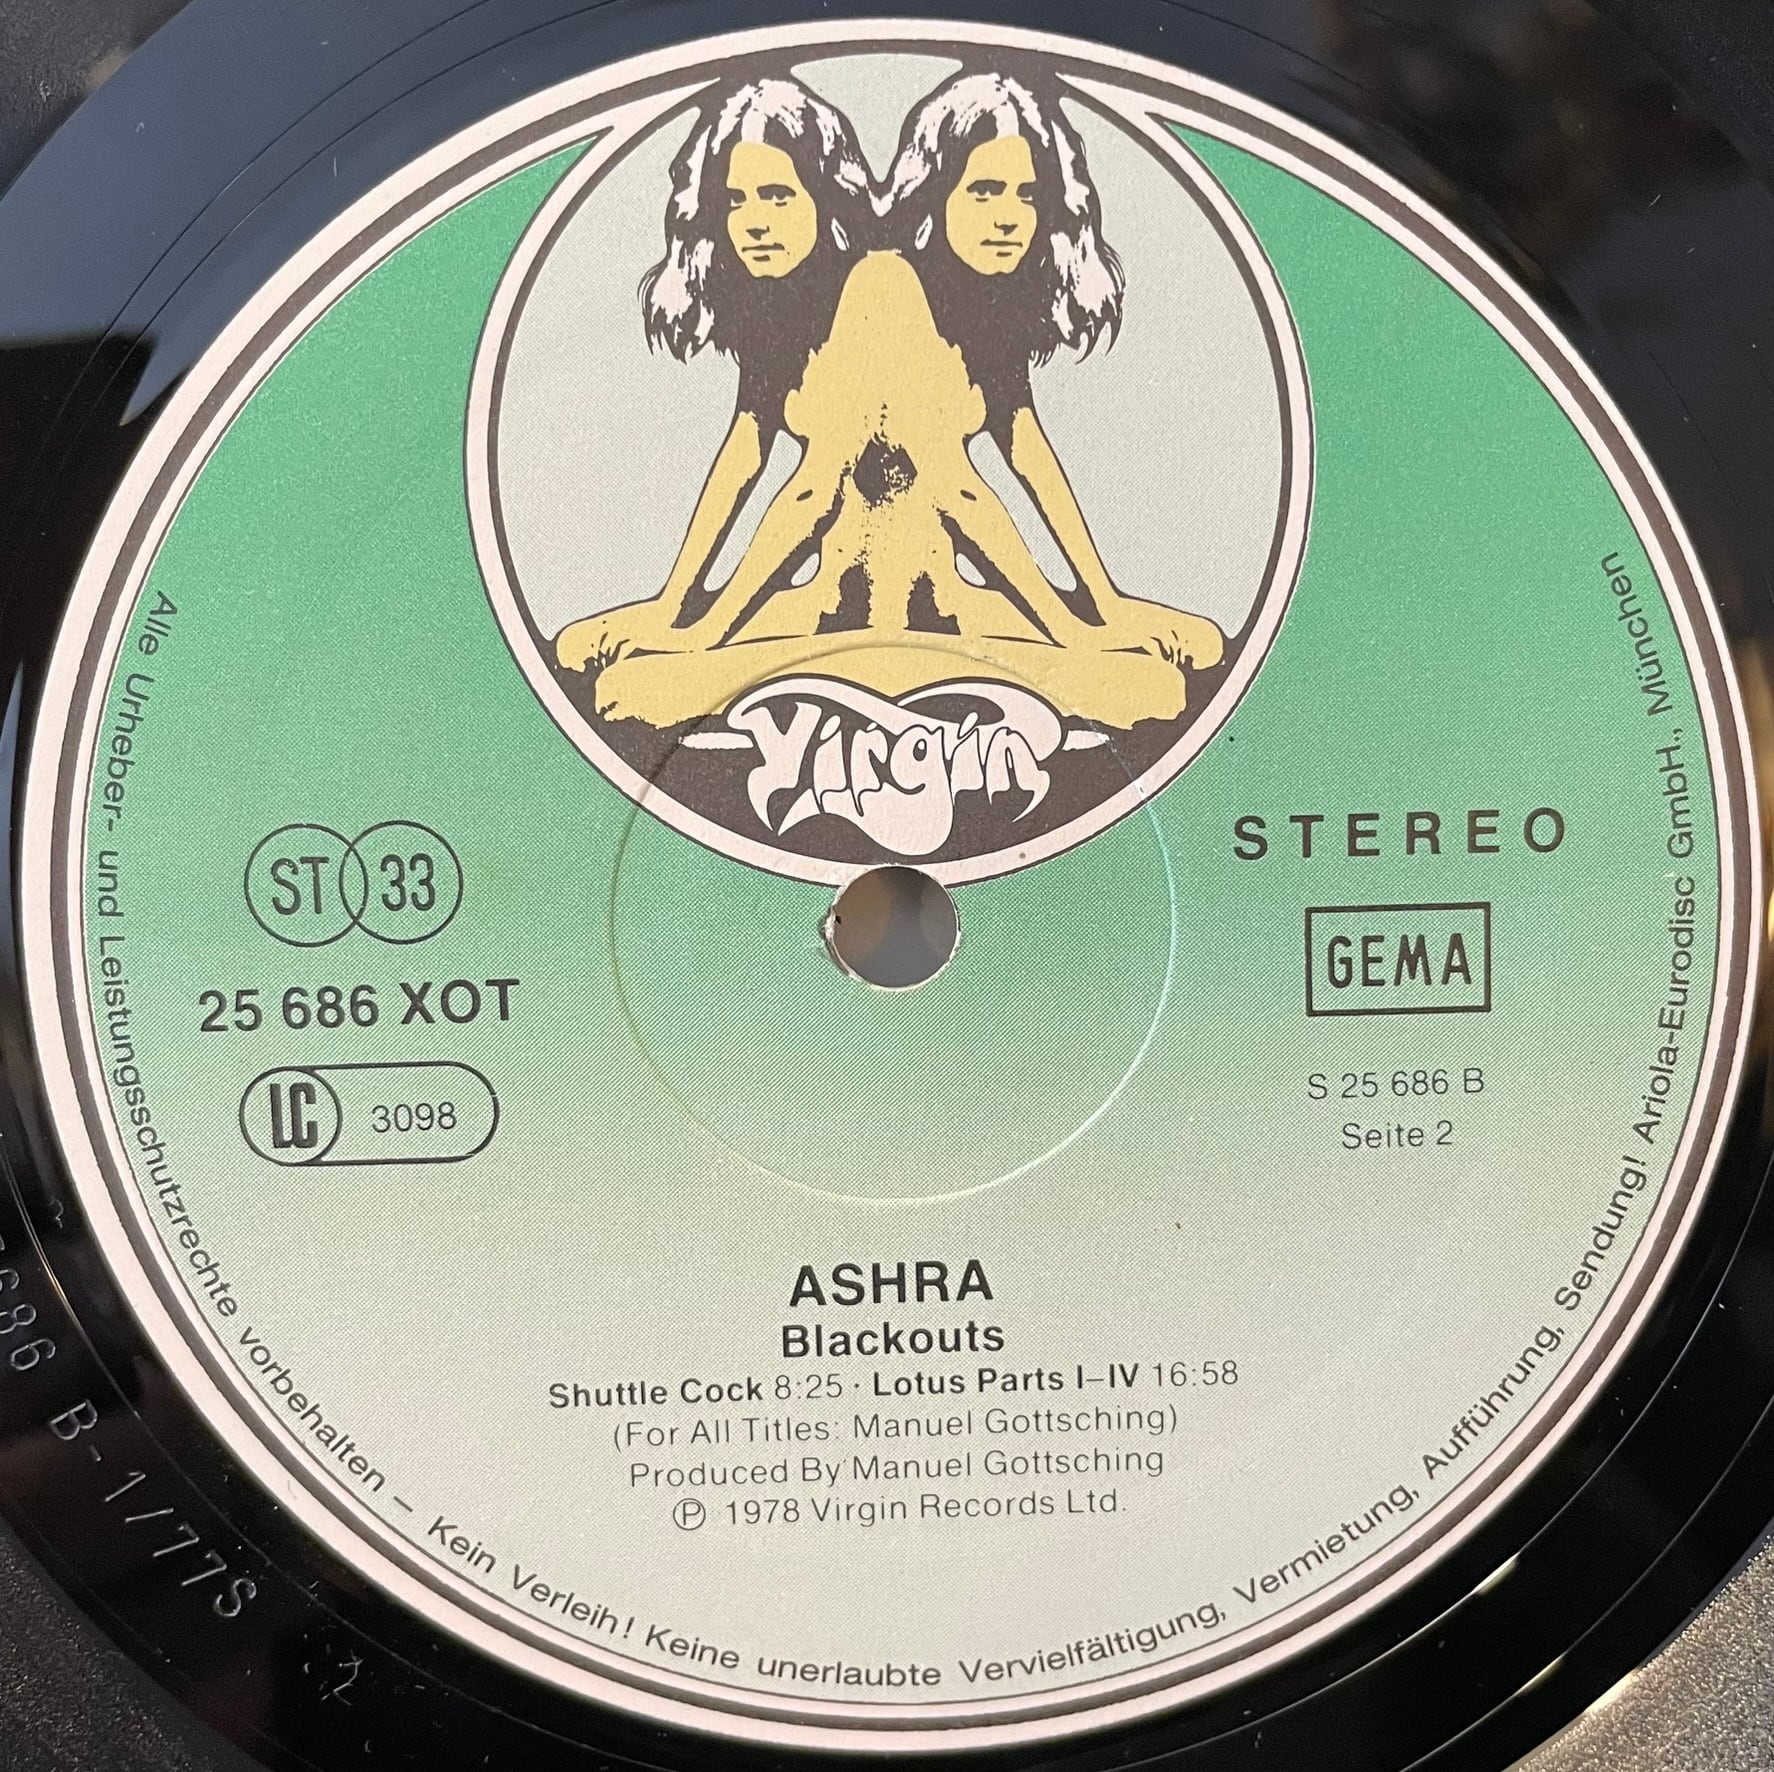 Virgin
ST 33
STEREO
25 686 XOT
GEMA
LC 3098
S 25 686 B
Seite 2
ASHRA
Blackouts
Shuttle Cock 8:25 · Lotus Parts I–IV 16:58
(For All Titles: Manuel Gottsching)
Produced By Manuel Gottsching
Ⓟ 1978 Virgin Records Ltd.
Alle Urheber- und Leistungsschutzrechte vorbehalten – Kein Verleih! Keine unerlaubte Vervielfältigung, Vermietung, Aufführung, Sendung! Ariola-Eurodisc GmbH., München
686 B-1/77S